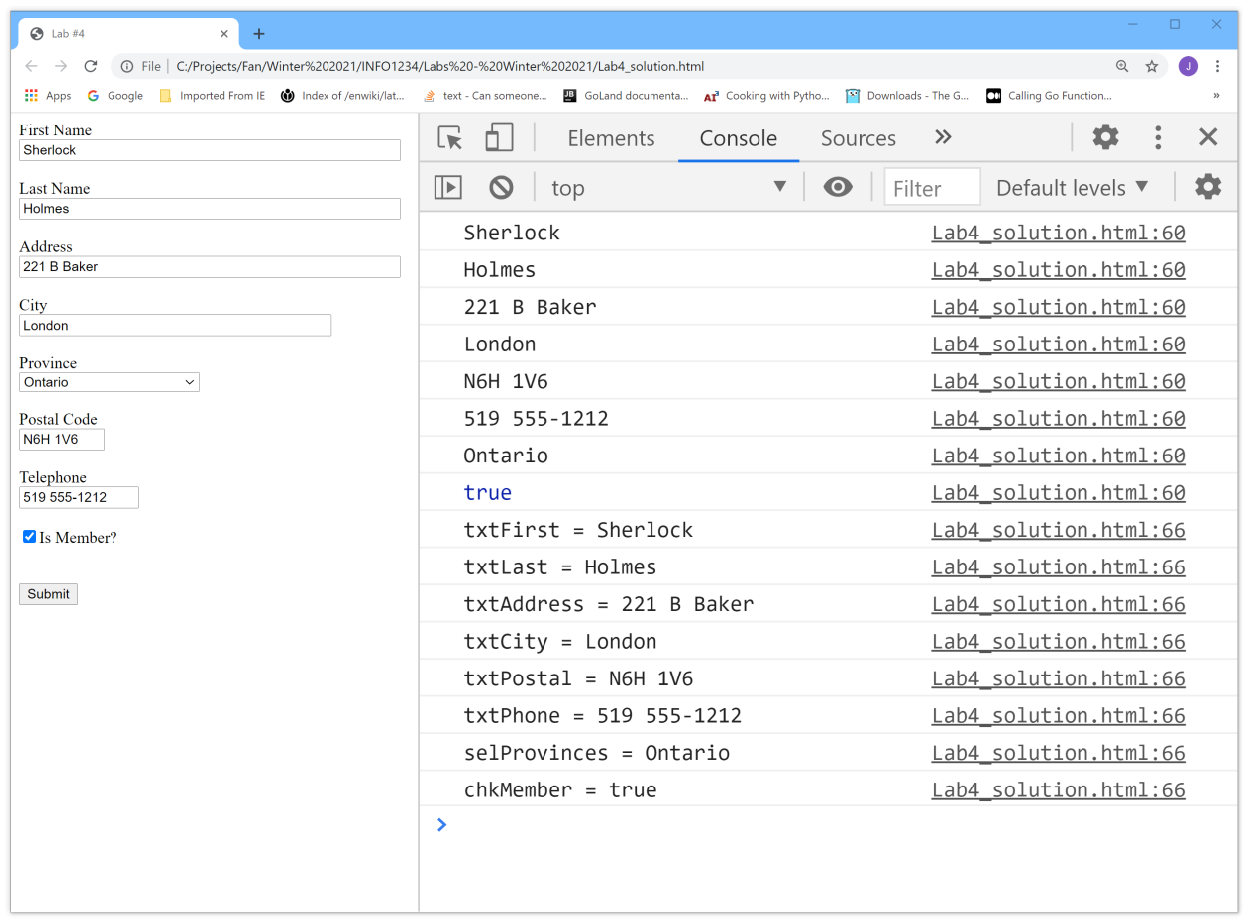 Lab #4
File | C:/Projects/Fan/Winter%202021/INFO1234/Labs%20-%20Winter%202021/Lab4_solution.html
J
Apps Google Imported From IE Index of /enwiki/lat... text - Can someone... GoLand documenta... Cooking with Pytho... Downloads - The G... Calling Go Function... »
First Name
Sherlock
Last Name
Holmes
Address
221 B Baker
City
London
Province
Ontario
Postal Code
N6H 1V6
Telephone
519 555-1212
Is Member?
Submit
Elements Console Sources
top Filter Default levels
Sherlock Lab4_solution.html:60
Holmes Lab4_solution.html:60
221 B Baker Lab4_solution.html:60
London Lab4_solution.html:60
N6H 1V6 Lab4_solution.html:60
519 555-1212 Lab4_solution.html:60
Ontario Lab4_solution.html:60
true Lab4_solution.html:60
txtFirst = Sherlock Lab4_solution.html:66
txtLast = Holmes Lab4_solution.html:66
txtAddress = 221 B Baker Lab4_solution.html:66
txtCity = London Lab4_solution.html:66
txtPostal = N6H 1V6 Lab4_solution.html:66
txtPhone = 519 555-1212 Lab4_solution.html:66
selProvinces = Ontario Lab4_solution.html:66
chkMember = true Lab4_solution.html:66